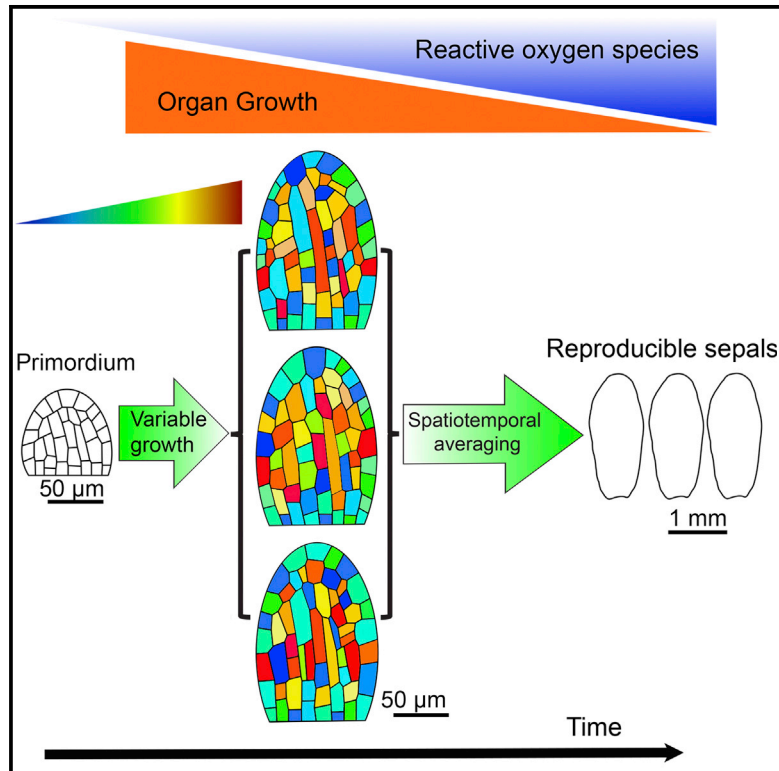 Reactive oxygen species
Organ Growth
Primordium
50 μm
Variable
growth
50 μm
Spatiotemporal
averaging
Reproducible sepals
1 mm
Time